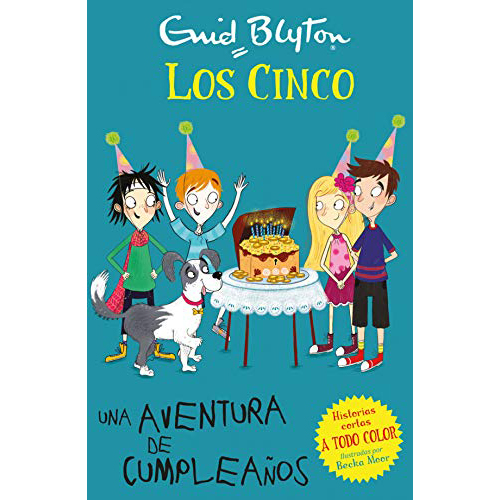 Enid Blyton
LOS CINCO
UNA AVENTURA
DE
CUMPLEAÑOS
Historias
cortas
A TODO COLOR
Ilustradas por
Becka Moor